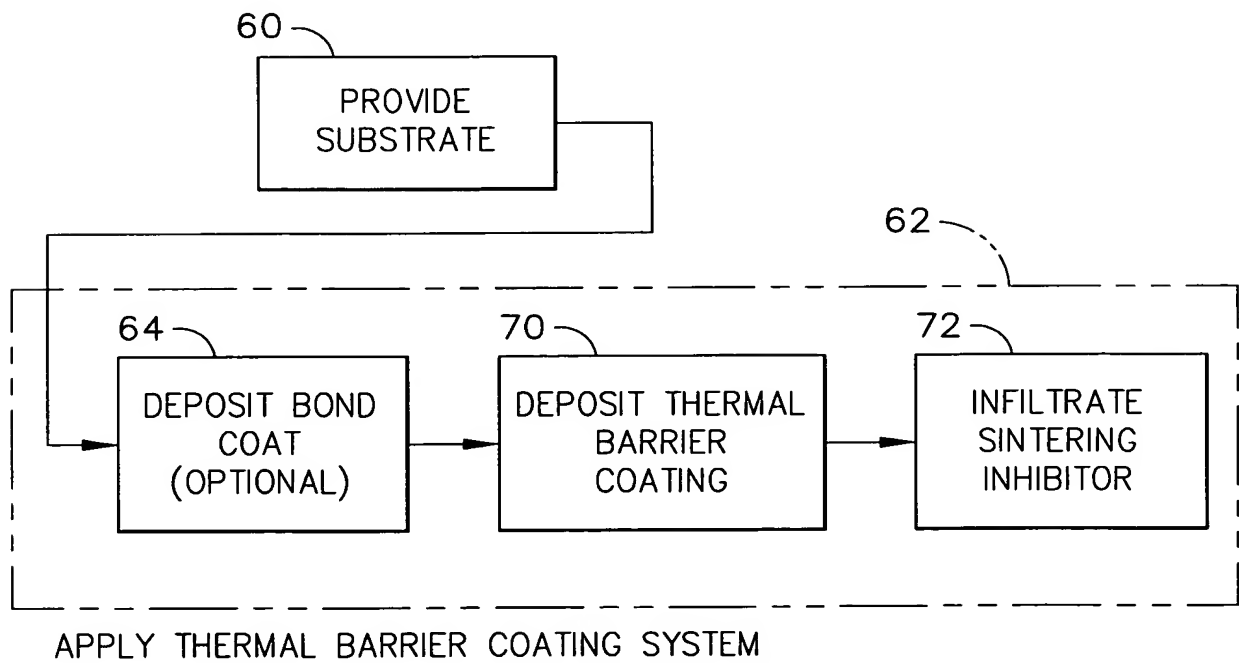 60
PROVIDE
SUBSTRATE
62
64
DEPOSIT BOND
COAT
(OPTIONAL)
70
DEPOSIT THERMAL
BARRIER
COATING
72
INFILTRATE
SINTERING
INHIBITOR
APPLY THERMAL BARRIER COATING SYSTEM